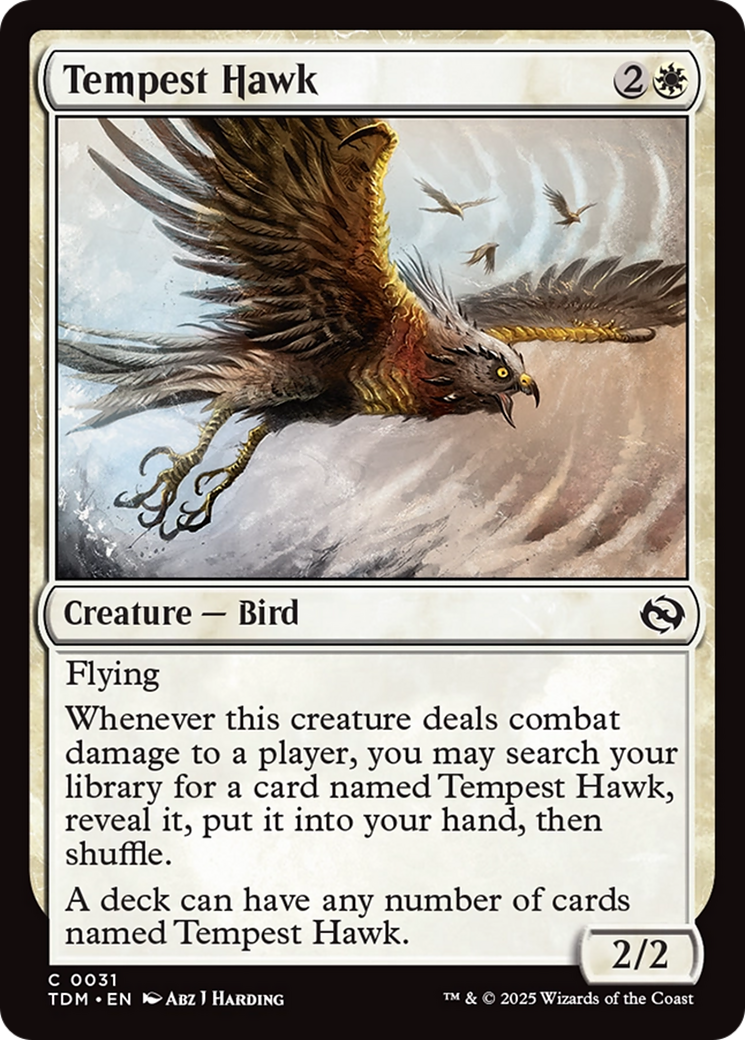 Tempest Hawk
2
Creature — Bird
Flying
Whenever this creature deals combat
damage to a player, you may search your
library for a card named Tempest Hawk,
reveal it, put it into your hand, then
shuffle.
A deck can have any number of cards
named Tempest Hawk.
2/2
C 0031
TDM • EN Abz J Harding
™ & © 2025 Wizards of the Coast